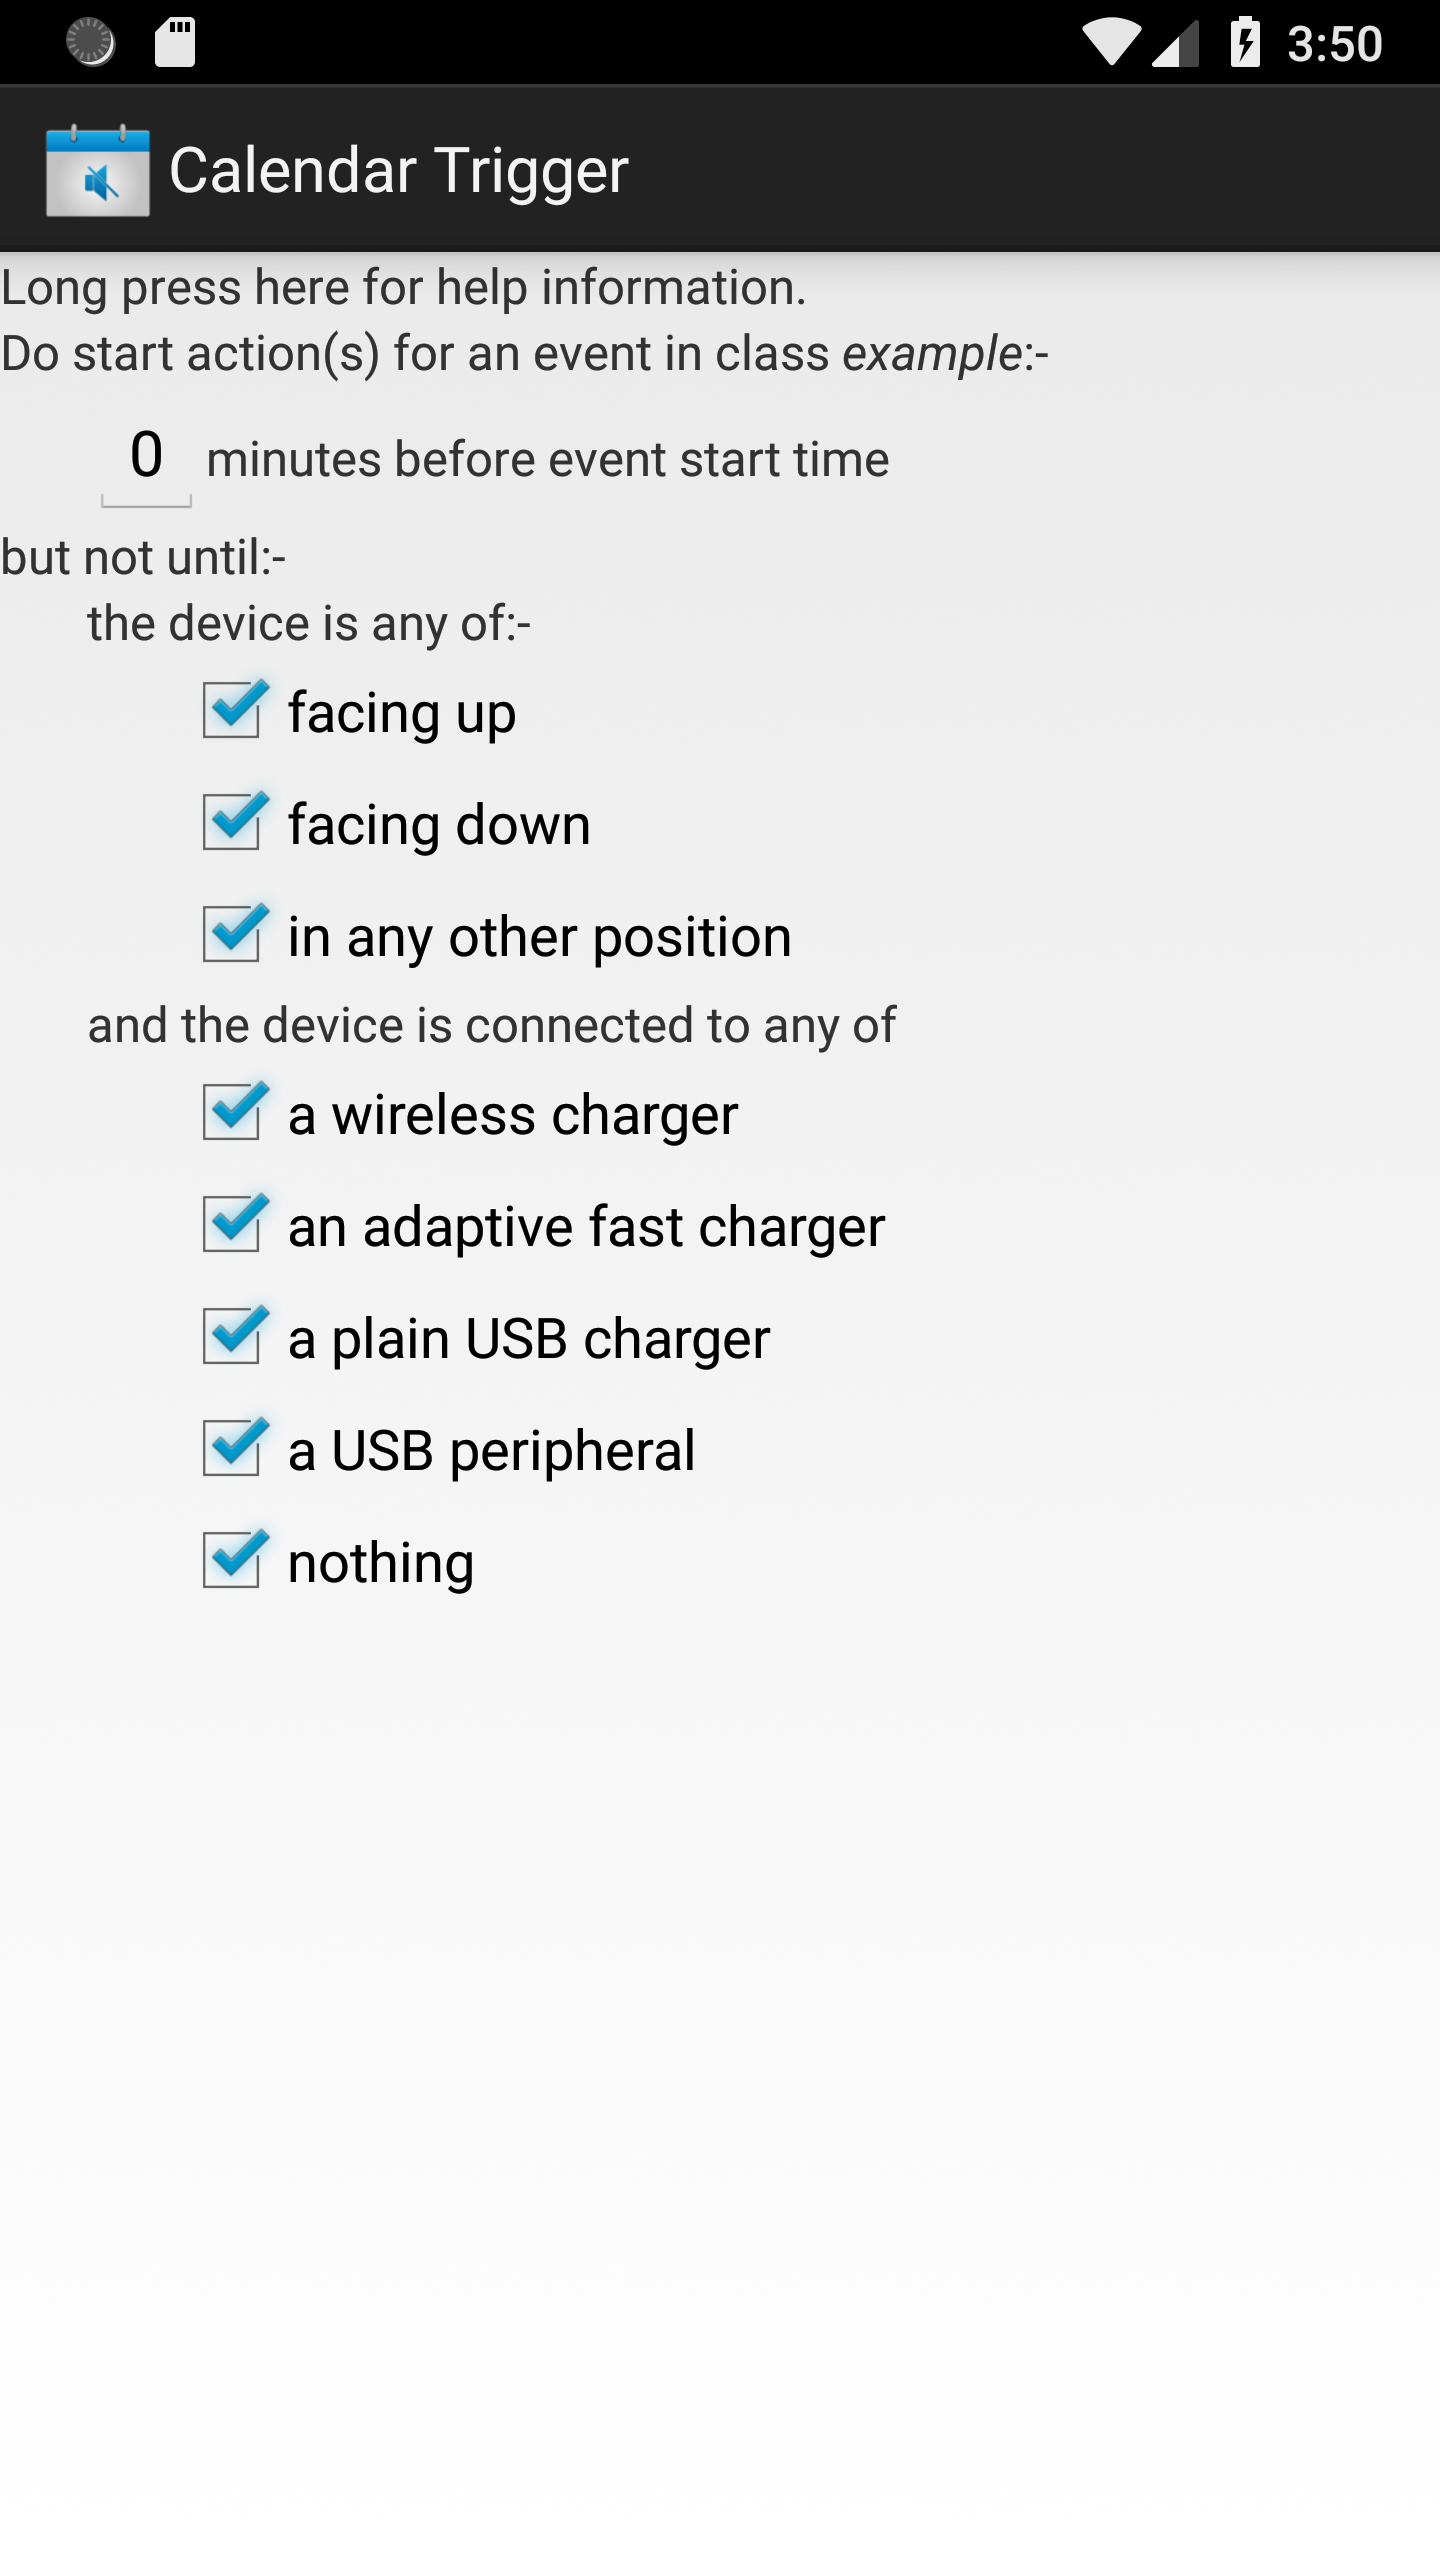 3:50
Calendar Trigger
Long press here for help information.
Do start action(s) for an event in class example:-
0 minutes before event start time
but not until:-
the device is any of:-
facing up
facing down
in any other position
and the device is connected to any of
a wireless charger
an adaptive fast charger
a plain USB charger
a USB peripheral
nothing